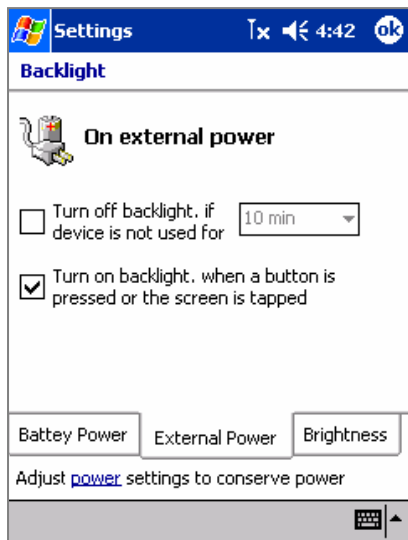 Settings 4:42 ok
Backlight
On external power
Turn off backlight. if
device is not used for
10 min
Turn on backlight. when a button is
pressed or the screen is tapped
Battey Power External Power Brightness
Adjust power settings to conserve power